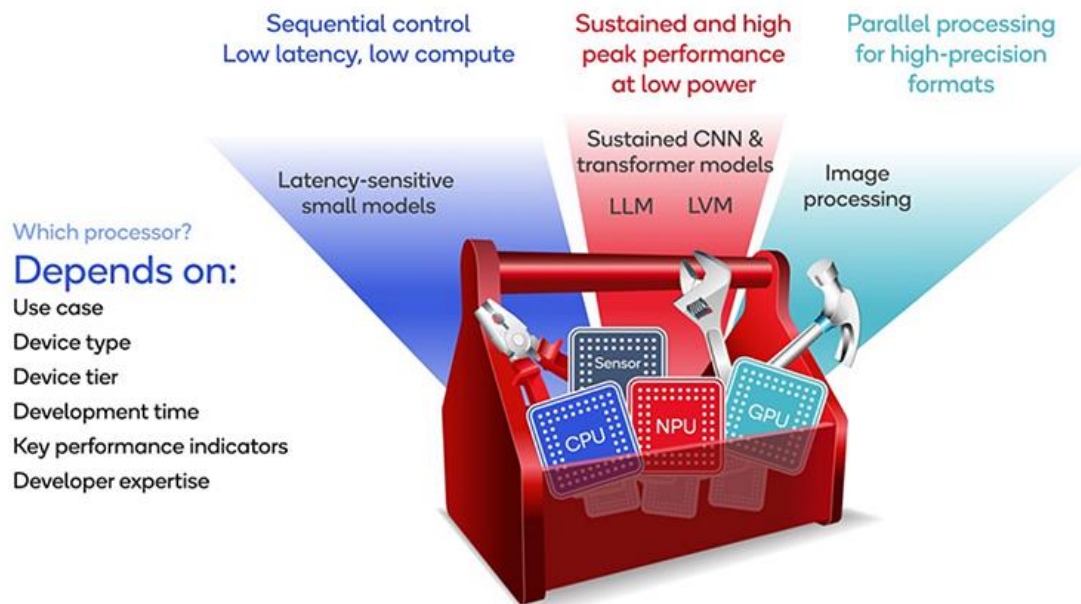 Sequential control
Low latency, low compute
Sustained and high
peak performance
at low power
Parallel processing
for high-precision
formats
Latency-sensitive
small models
Sustained CNN &
transformer models
LLM LVM
Image
processing
Which processor?
Depends on:
Use case
Device type
Device tier
Development time
Key performance indicators
Developer expertise
Sensor
CPU
NPU
GPU